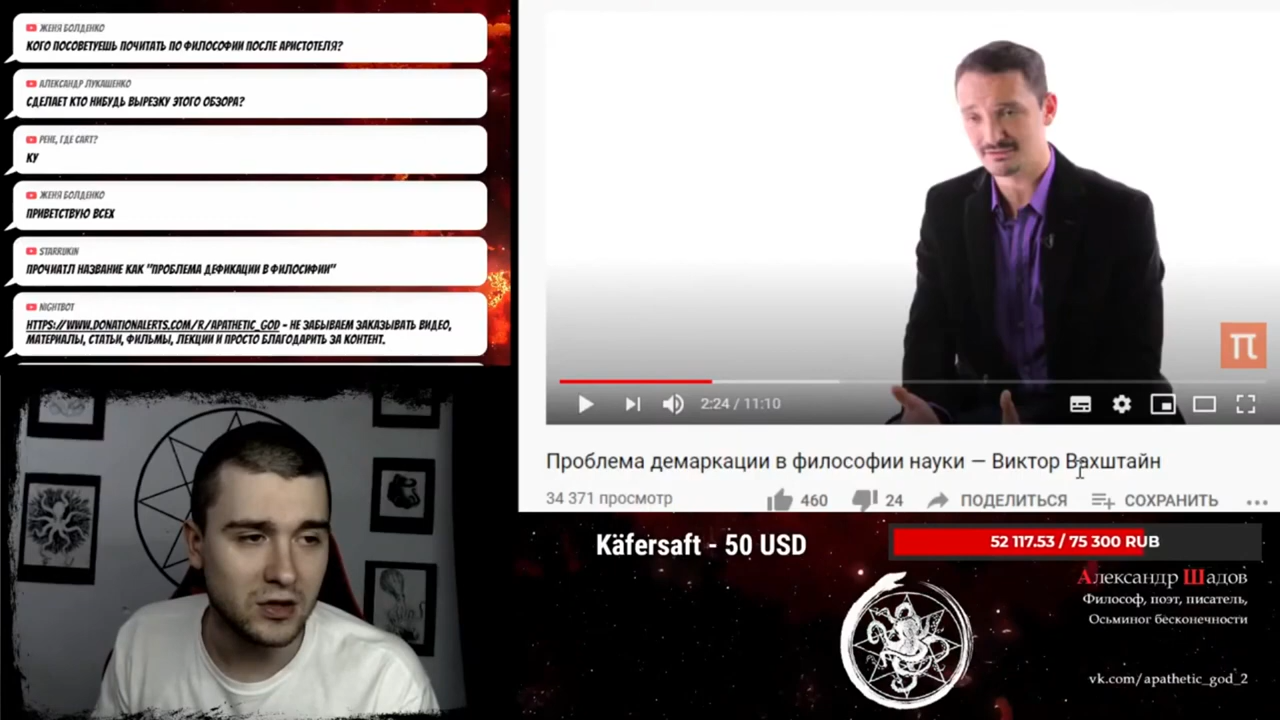 ЖЕНЯ БОЛДЕНКО
КОГО ПОСОВЕТУЕШЬ ПОЧИТАТЬ ПО ФИЛОСОФИИ ПОСЛЕ АРИСТОТЕЛЯ?
АЛЕКСАНДР ЛУКАШЕНКО
СДЕЛАЕТ КТО НИБУДЬ ВЫРЕЗКУ ЭТОГО ОБЗОРА?
РЕНЕ, ГДЕ CART?
КУ
ЖЕНЯ БОЛДЕНКО
ПРИВЕТСТВУЮ ВСЕХ
STARRUKIN
ПРОЧИАТЛ НАЗВАНИЕ КАК "ПРОБЛЕМА ДЕФИКАЦИИ В ФИЛОСИФИИ"
NIGHTBOT
HTTPS://WWW.DONATIONALERTS.COM/R/APATHETIC_GOD - НЕ ЗАБЫВАЕМ ЗАКАЗЫВАТЬ ВИДЕО,
МАТЕРИАЛЫ, СТАТЬИ, ФИЛЬМЫ, ЛЕКЦИИ И ПРОСТО БЛАГОДАРИТЬ ЗА КОНТЕНТ.
π
2:24 / 11:10
Проблема демаркации в философии науки — Виктор Вахштайн
34 371 просмотр
460
24
ПОДЕЛИТЬСЯ
СОХРАНИТЬ
Käfersaft - 50 USD
52 117.53 / 75 300 RUB
Александр Шадов
Философ, поэт, писатель,
Осьминог бесконечности
vk.com/apathetic_god_2